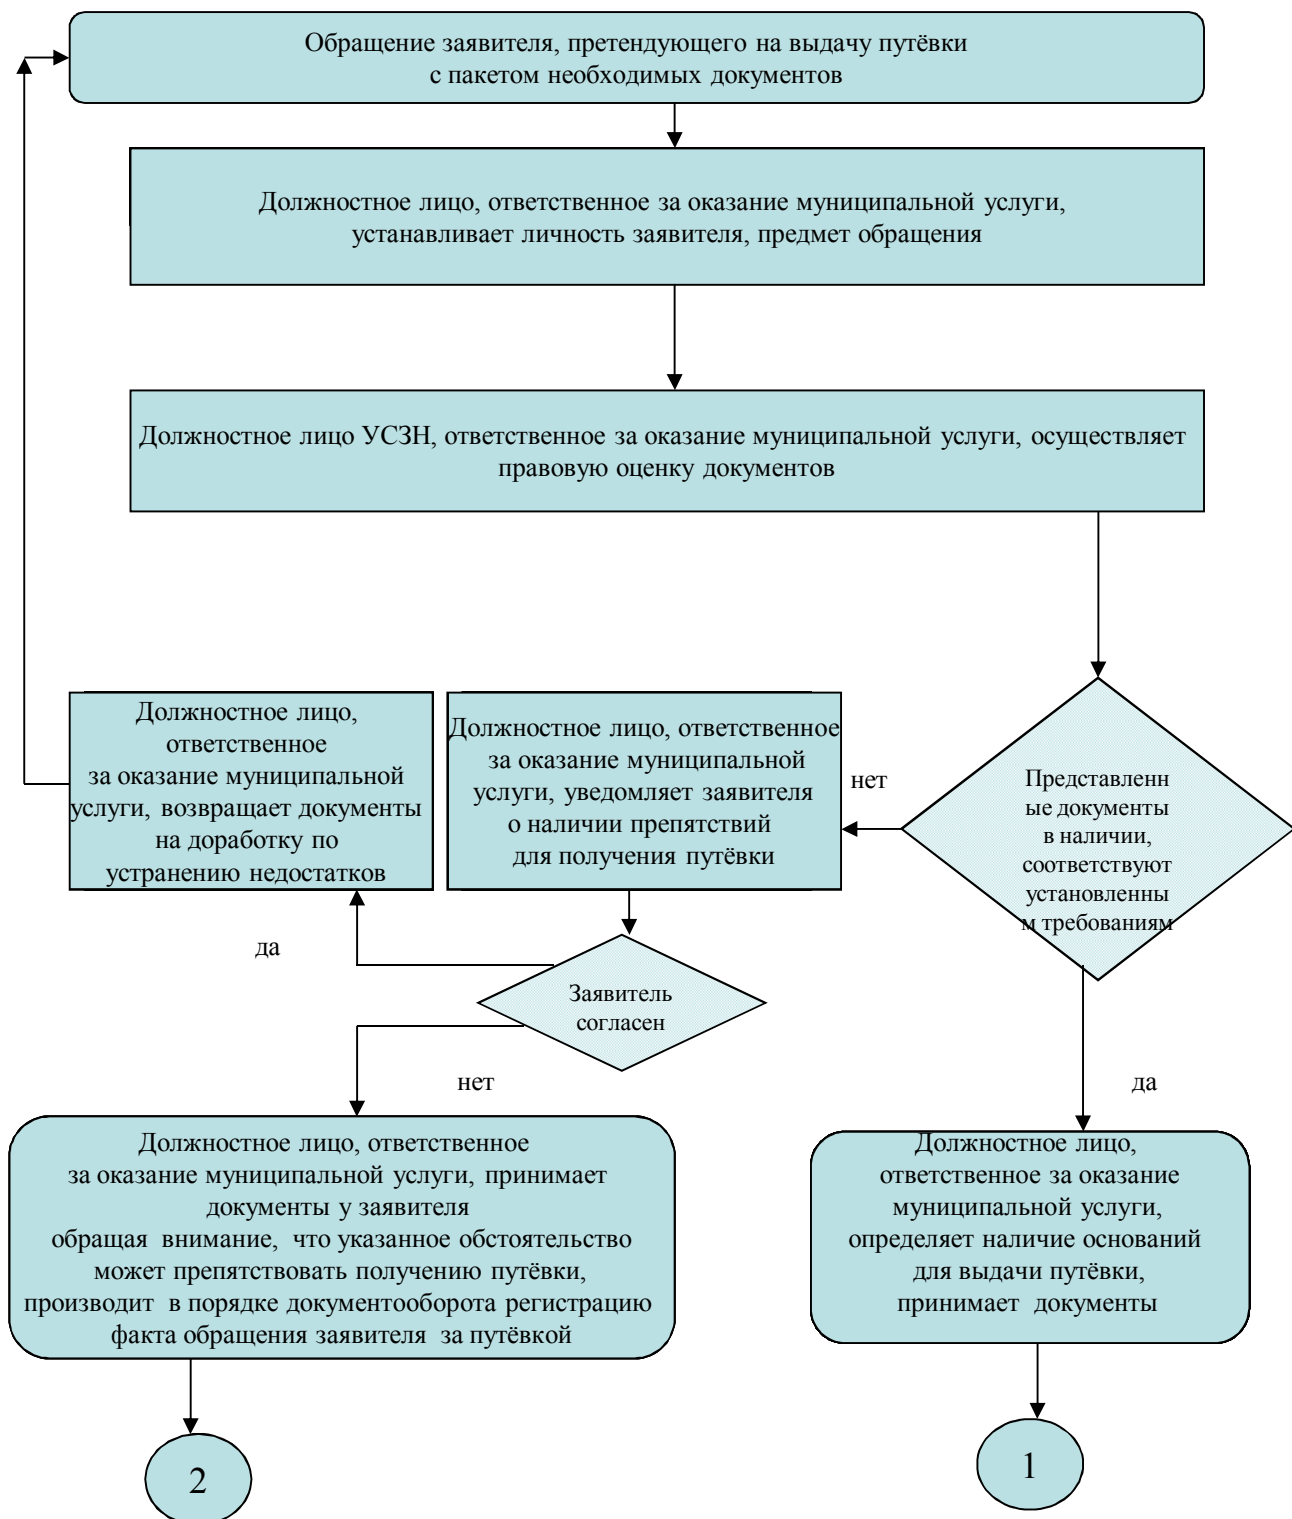 Обращение заявителя, претендующего на выдачу путёвки
с пакетом необходимых документов
Должностное лицо, ответственное за оказание муниципальной услуги,
устанавливает личность заявителя, предмет обращения
Должностное лицо УСЗН, ответственное за оказание муниципальной услуги, осуществляет
правовую оценку документов
Должностное лицо,
ответственное
за оказание муниципальной
услуги, возвращает документы
на доработку по
устранению недостатков
Должностное лицо, ответственное
за оказание муниципальной
услуги, уведомляет заявителя
о наличии препятствий
для получения путёвки
нет
Представленн
ые документы
в наличии,
соответствуют
установленны
м требованиям
да
Заявитель
согласен
нет
да
Должностное лицо, ответственное
за оказание муниципальной услуги, принимает
документы у заявителя
обращая внимание, что указанное обстоятельство
может препятствовать получению путёвки,
производит в порядке документооборота регистрацию
факта обращения заявителя за путёвкой
Должностное лицо,
ответственное за оказание
муниципальной услуги,
определяет наличие оснований
для выдачи путёвки,
принимает документы
2
1